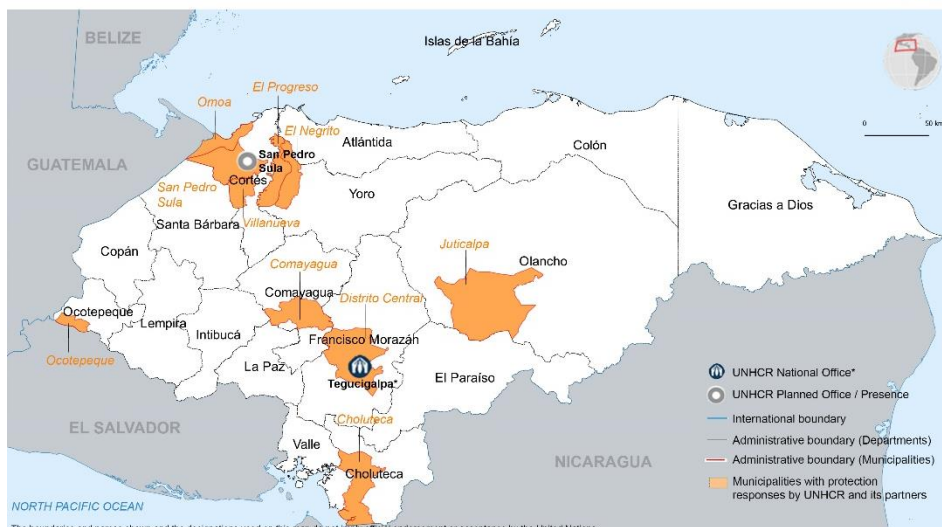 BELIZE
Islas de la Bahía
El Progreso
Omoa
El Negrito
50 km
GUATEMALA
San Pedro
Sula
Atlántida
Colón
Cortés
San Pedro
Sula
Yoro
Gracias a Dios
Villanueva
Santa Bárbara
Copán
Juticalpa
Olancho
Comayagua
Comayagua
Distrito Central
Ocotepeque
Lempira
Intibucá
Francisco Morazán
Ocotepeque
La Paz
Tegucigalpa*
El Paraíso
Choluteca
EL SALVADOR
Valle
Choluteca
NICARAGUA
NORTH PACIFIC OCEAN
UNHCR National Office*
UNHCR Planned Office / Presence
International boundary
Administrative boundary (Departments)
Administrative boundary (Municipalities)
Municipalities with protection
responses by UNHCR and its partners